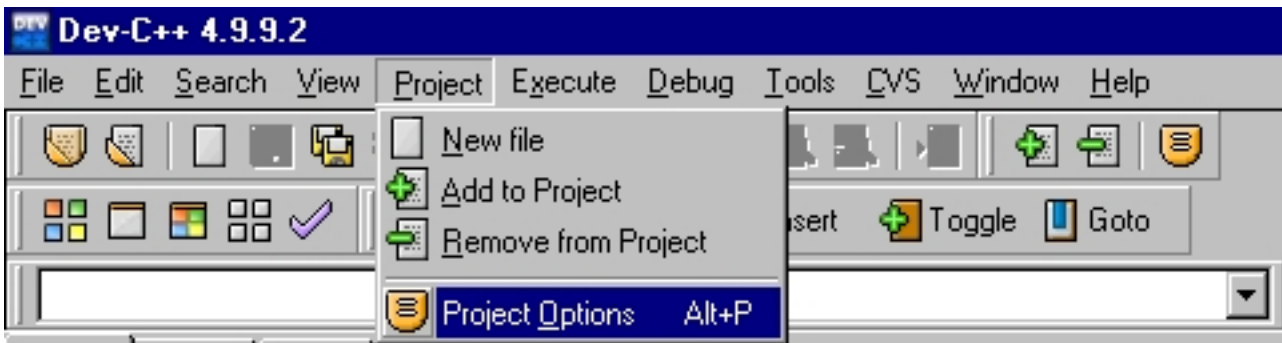 Dev-C++ 4.9.9.2
File Edit Search View Project Execute Debug Tools CVS Window Help
New file
Add to Project
Remove from Project
Toggle Goto
Project Options Alt+P